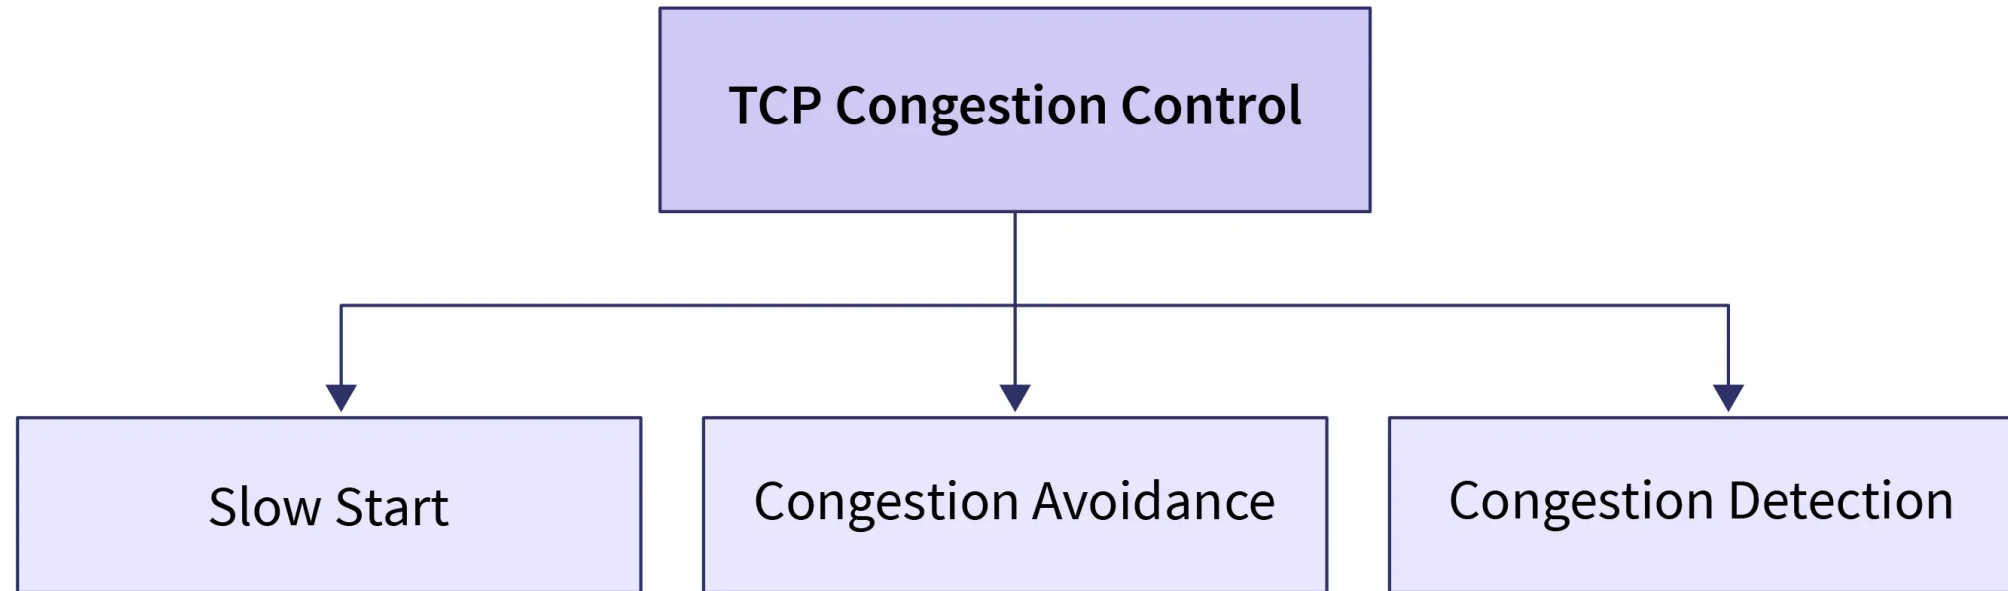 TCP Congestion Control
Slow Start
Congestion Avoidance
Congestion Detection